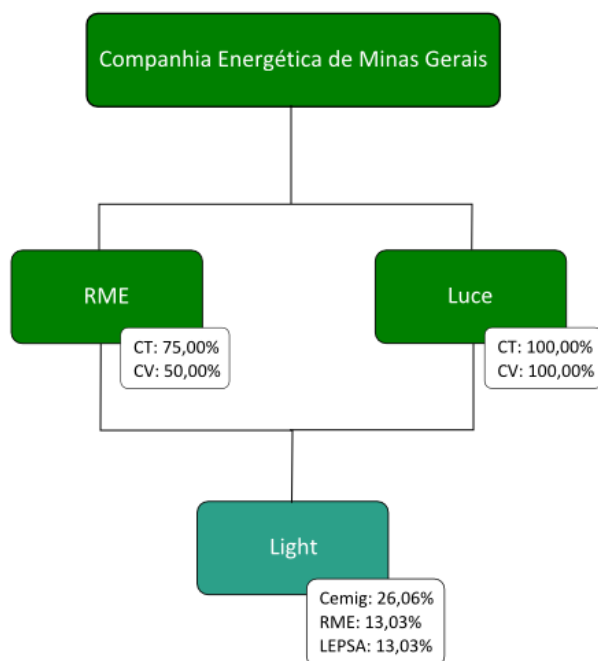 Companhia Energética de Minas Gerais
RME
CT: 75,00%
CV: 50,00%
Luce
CT: 100,00%
CV: 100,00%
Light
Cemig: 26,06%
RME: 13,03%
LEPSA: 13,03%